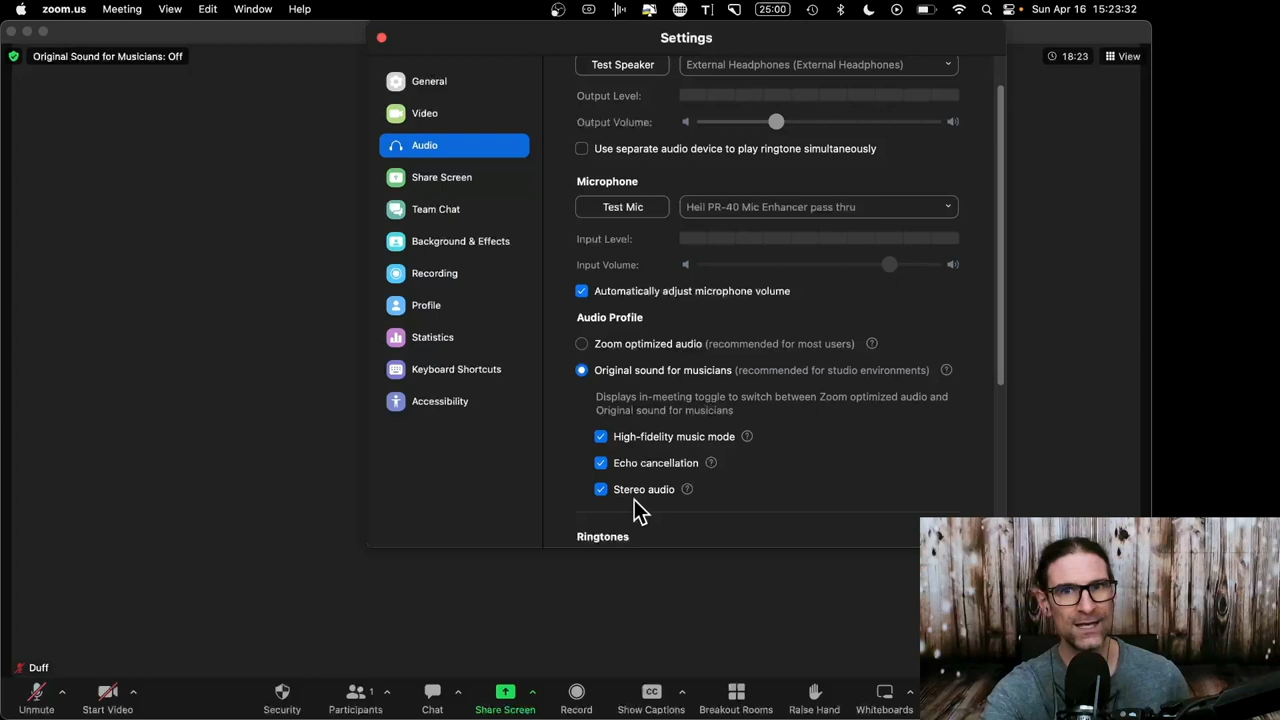 zoom.us Meeting View Edit Window Help 25:00 Sun Apr 16 15:23:32
Settings
Original Sound for Musicians: Off
18:23 View
General
Video
Audio
Share Screen
Team Chat
Background & Effects
Recording
Profile
Statistics
Keyboard Shortcuts
Accessibility
Test Speaker External Headphones (External Headphones)
Output Level:
Output Volume:
Use separate audio device to play ringtone simultaneously
Microphone
Test Mic Heil PR-40 Mic Enhancer pass thru
Input Level:
Input Volume:
Automatically adjust microphone volume
Audio Profile
Zoom optimized audio (recommended for most users)
Original sound for musicians (recommended for studio environments)
Displays in-meeting toggle to switch between Zoom optimized audio and
Original sound for musicians
High-fidelity music mode
Echo cancellation
Stereo audio
Ringtones
Duff
Unmute Start Video Security Participants 1 Chat Share Screen Record CC Show Captions Breakout Rooms Raise Hand Whiteboards